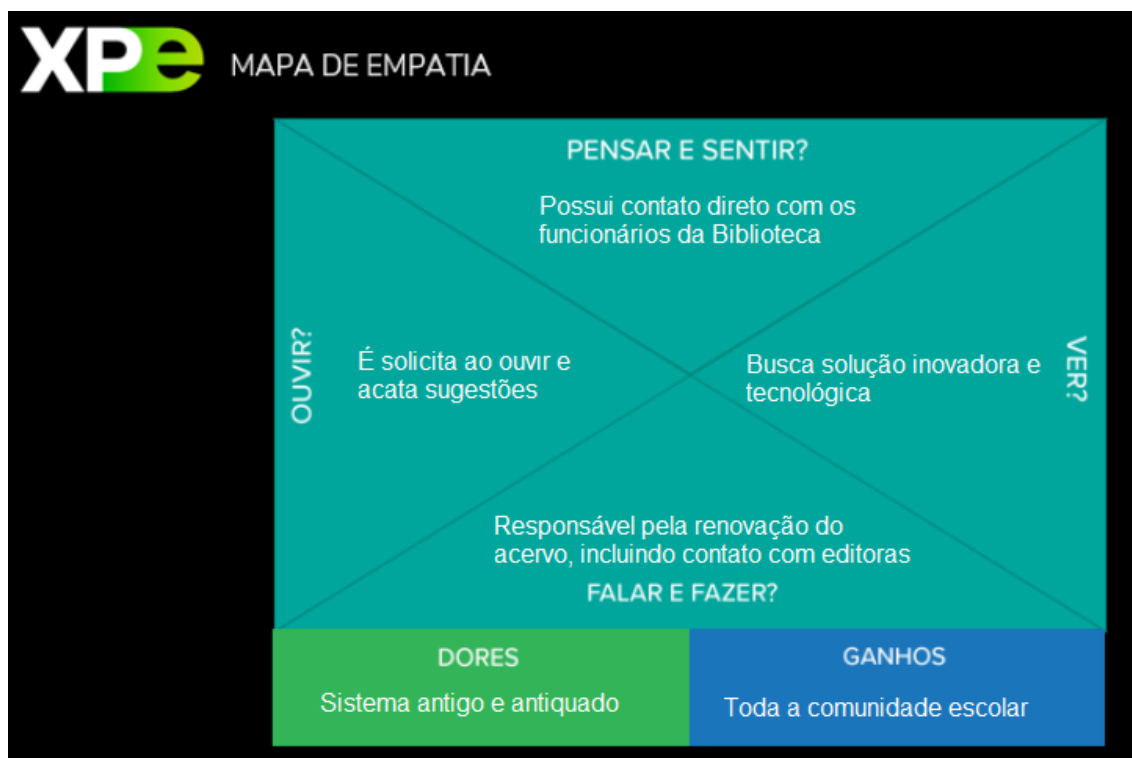 XPe MAPA DE EMPATIA
PENSAR E SENTIR?
Possui contato direto com os
funcionários da Biblioteca
OUVIR?
É solicita ao ouvir e
acata sugestões
Busca solução inovadora e
tecnológica
VER?
Responsável pela renovação do
acervo, incluindo contato com editoras
FALAR E FAZER?
DORES
Sistema antigo e antiquado
GANHOS
Toda a comunidade escolar